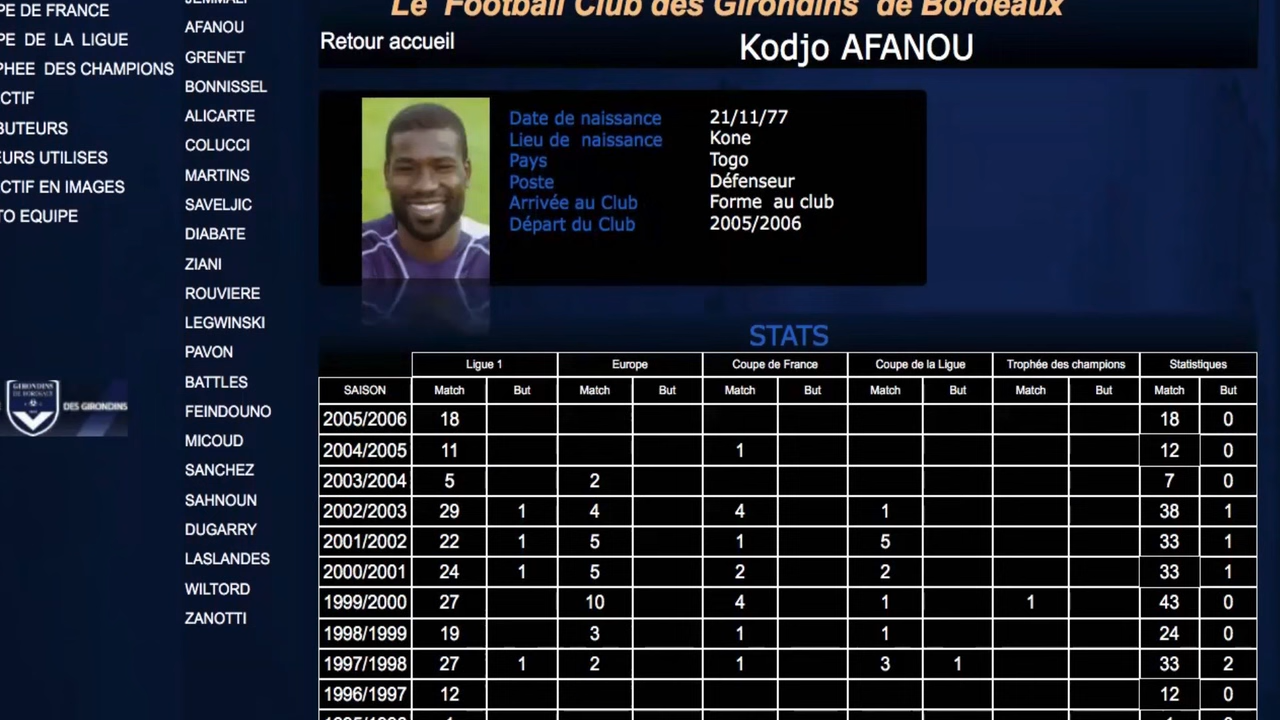 Le Football Club des Girondins de Bordeaux
Retour accueil
Kodjo AFANOU
PE DE FRANCE
PE DE LA LIGUE
PHEE DES CHAMPIONS
CTIF
BUTEURS
EURS UTILISES
CTIF EN IMAGES
TO EQUIPE
GIRONDINS
DE BORDEAUX
DES GIRONDINS
JEMMALI
AFANOU
GRENET
BONNISSEL
ALICARTE
COLUCCI
MARTINS
SAVELJIC
DIABATE
ZIANI
ROUVIERE
LEGWINSKI
PAVON
BATTLES
FEINDOUNO
MICOUD
SANCHEZ
SAHNOUN
DUGARRY
LASLANDES
WILTORD
ZANOTTI
Date de naissance 21/11/77
Lieu de naissance Kone
Pays Togo
Poste Défenseur
Arrivée au Club Forme au club
Départ du Club 2005/2006
STATS
Ligue 1 Europe Coupe de France Coupe de la Ligue Trophée des champions Statistiques
SAISON Match But Match But Match But Match But Match But Match But
2005/2006 18 18 0
2004/2005 11 1 12 0
2003/2004 5 2 7 0
2002/2003 29 1 4 4 1 38 1
2001/2002 22 1 5 1 5 33 1
2000/2001 24 1 5 2 2 33 1
1999/2000 27 10 4 1 1 43 0
1998/1999 19 3 1 1 24 0
1997/1998 27 1 2 1 3 1 33 2
1996/1997 12 12 0